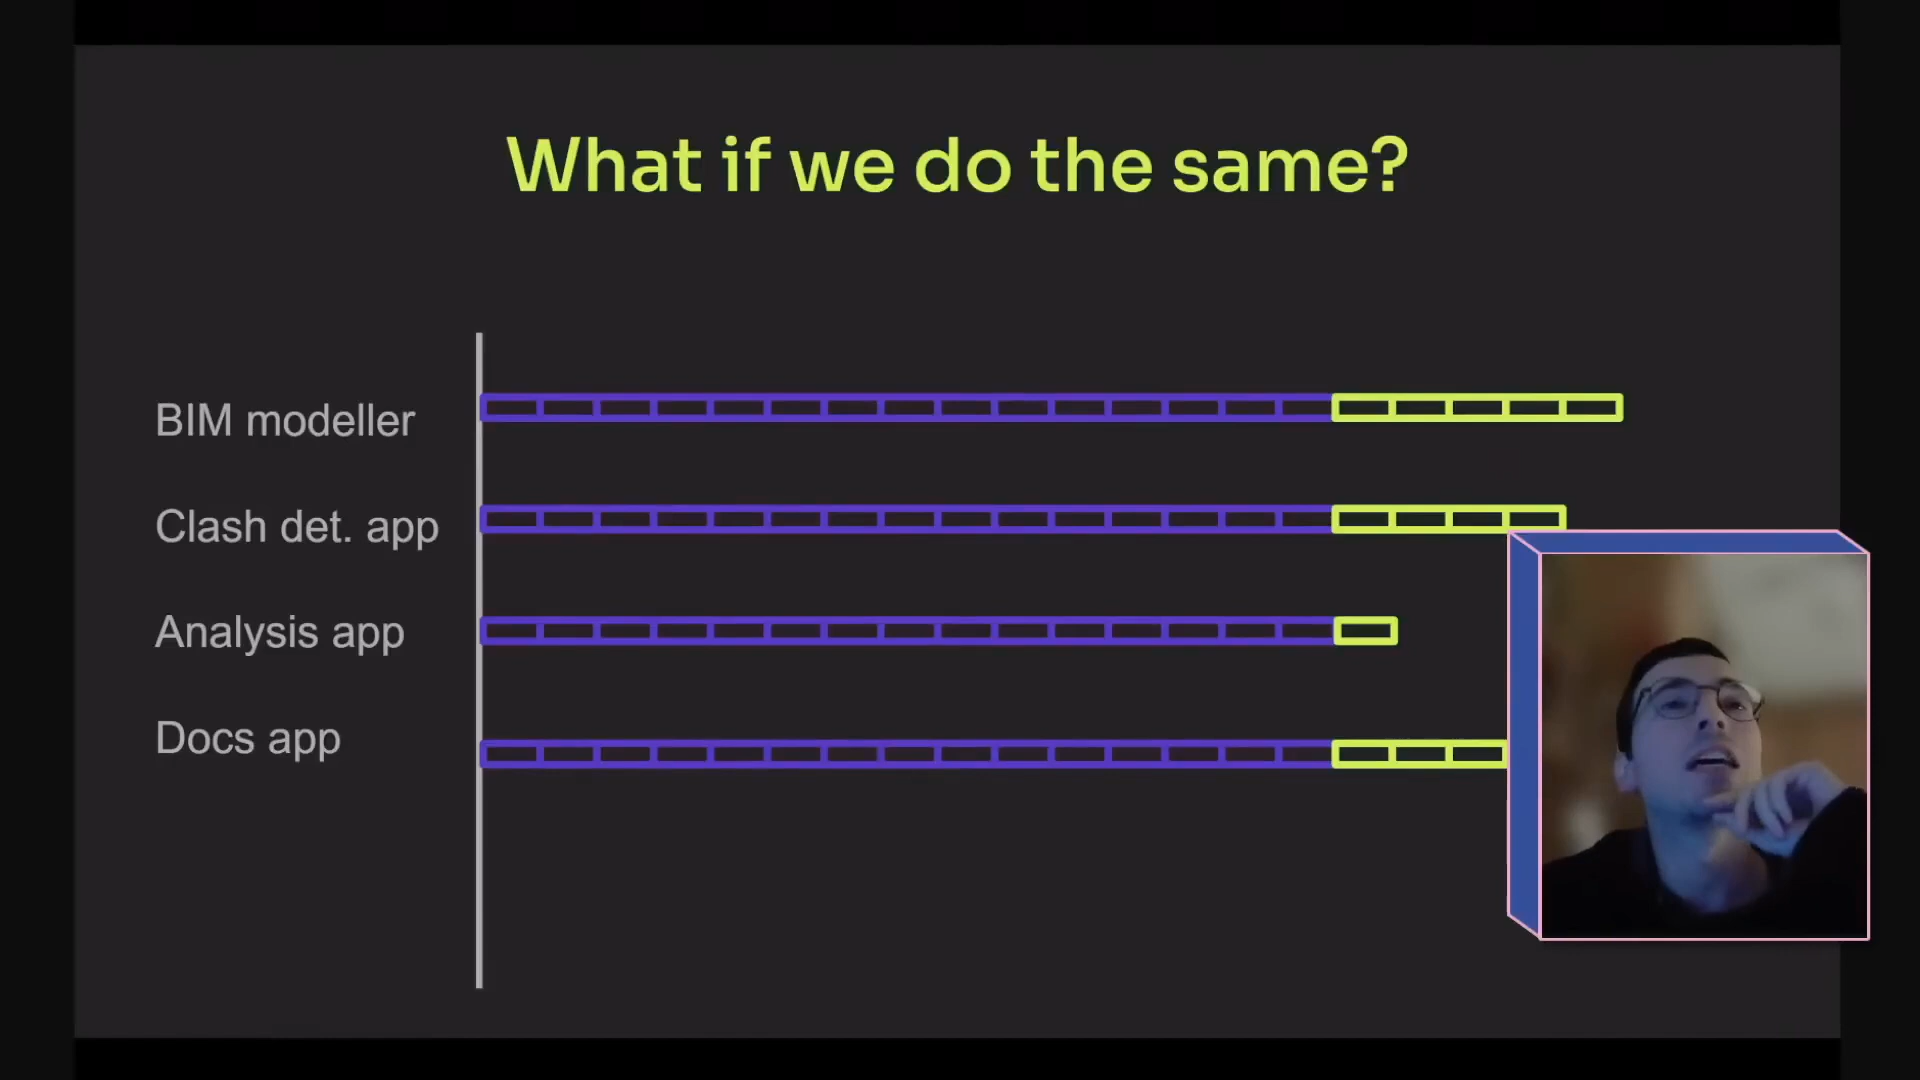 What if we do the same?
BIM modeller
Clash det. app
Analysis app
Docs app